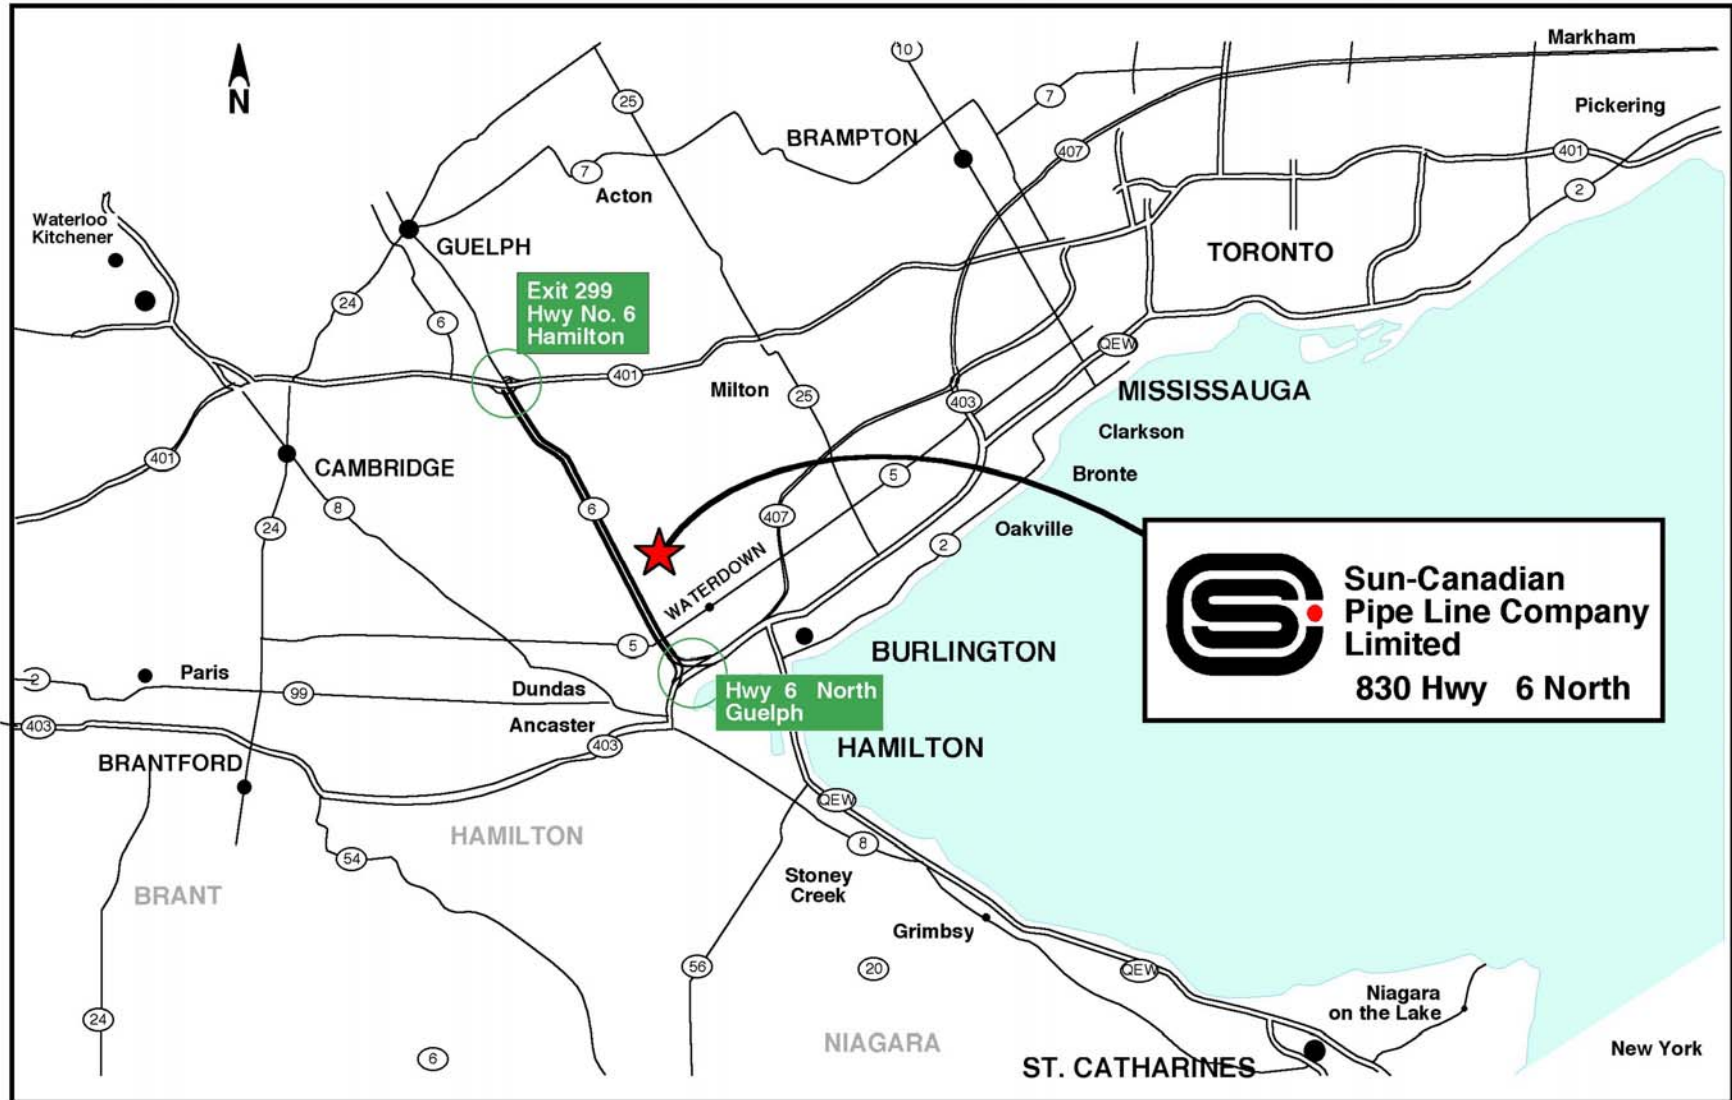 Markham
10
25
7
Pickering
BRAMPTON
407
401
7
2
Acton
Waterloo
Kitchener
N
GUELPH
TORONTO
Exit 299
Hwy No. 6
Hamilton
24
6
QEW
401
Milton
25
403
MISSISSAUGA
Clarkson
401
CAMBRIDGE
5
Bronte
8
6
407
24
Oakville
2
WATERDOWN
Sun-Canadian
Pipe Line Company
Limited
830 Hwy 6 North
5
BURLINGTON
2
Paris
99
Dundas
Hwy 6 North
Guelph
403
Ancaster
403
HAMILTON
BRANTFORD
QEW
HAMILTON
8
54
BRANT
Stoney
Creek
Grimbsy
56
20
QEW
Niagara
on the Lake
24
6
NIAGARA
ST. CATHARINES
New York